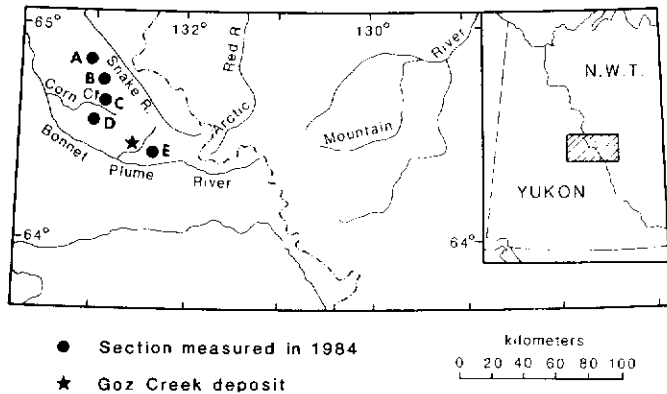 65°
132°
130°
River
N.W.T.
Red R.
Snake R.
A
B
Corn Cr
C
D
E
Arctic
Mountain
Bonnet
Plume
River
YUKON
64°
64°
● Section measured in 1984
★ Goz Creek deposit
kilometers
0 20 40 60 80 100